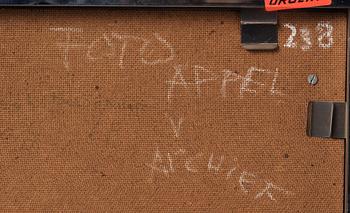 FOTO
238
APPEL
V
ARCHIEF